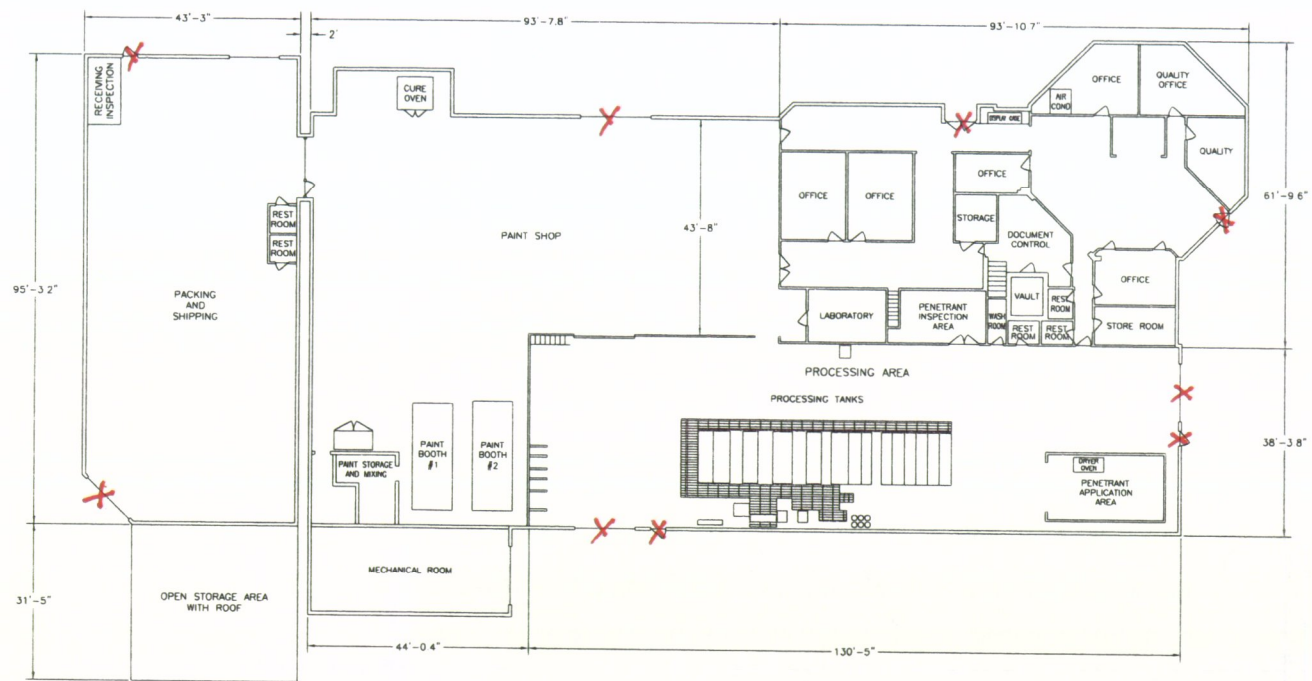 43'-3"
93'-7.8"
93'-10.7"
2'
RECEIVING
INSPECTION
CURE
OVEN
OFFICE
QUALITY
OFFICE
AIR
COND
DISPLAY CASE
QUALITY
OFFICE
OFFICE
OFFICE
61'-9.6"
REST
ROOM
REST
ROOM
PAINT SHOP
43'-8"
STORAGE
DOCUMENT
CONTROL
95'-3.2"
PACKING
AND
SHIPPING
OFFICE
VAULT
LABORATORY
PENETRANT
INSPECTION
AREA
WASH
ROOM
REST
ROOM
REST
ROOM
REST
ROOM
STORE ROOM
PROCESSING AREA
PROCESSING TANKS
38'-3.8"
PAINT
BOOTH
#1
PAINT
BOOTH
#2
PAINT STORAGE
AND MIXING
DRYER
OVEN
PENETRANT
APPLICATION
AREA
MECHANICAL ROOM
31'-5"
OPEN STORAGE AREA
WITH ROOF
44'-0.4"
130'-5"